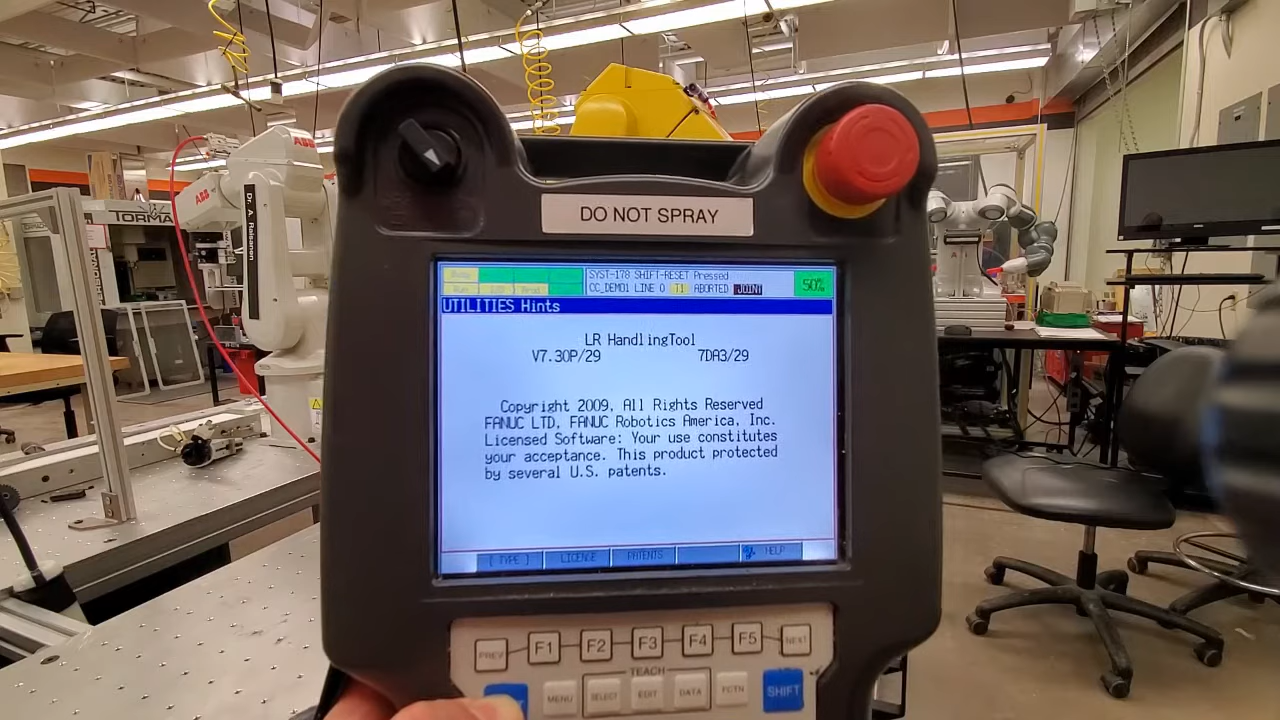 ABB
ABB
Dr. A. Raisanen
TORMA
DO NOT SPRAY
SYST-178 SHIFT-RESET Pressed
CC_DEMO1 LINE 0 T1 ABORTED JOINT
50%
UTILITIES Hints
LR HandlingTool
V7.30P/29 7DA3/29
Copyright 2009, All Rights Reserved
FANUC LTD, FANUC Robotics America, Inc.
Licensed Software: Your use constitutes
your acceptance. This product protected
by several U.S. patents.
[ TYPE ] LICENSE PATENTS HELP
PREV F1 F2 F3 F4 F5 NEXT
TEACH
MENU SELECT EDIT DATA FCTN SHIFT